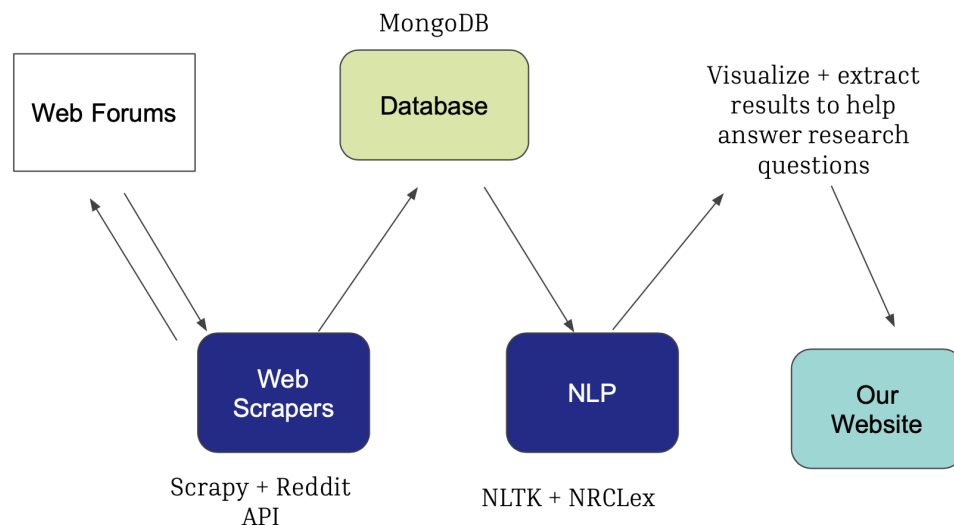 MongoDB
Web Forums
Database
Visualize + extract
results to help
answer research
questions
Web
Scrapers
NLP
Our
Website
Scrapy + Reddit
API
NLTK + NRCLex